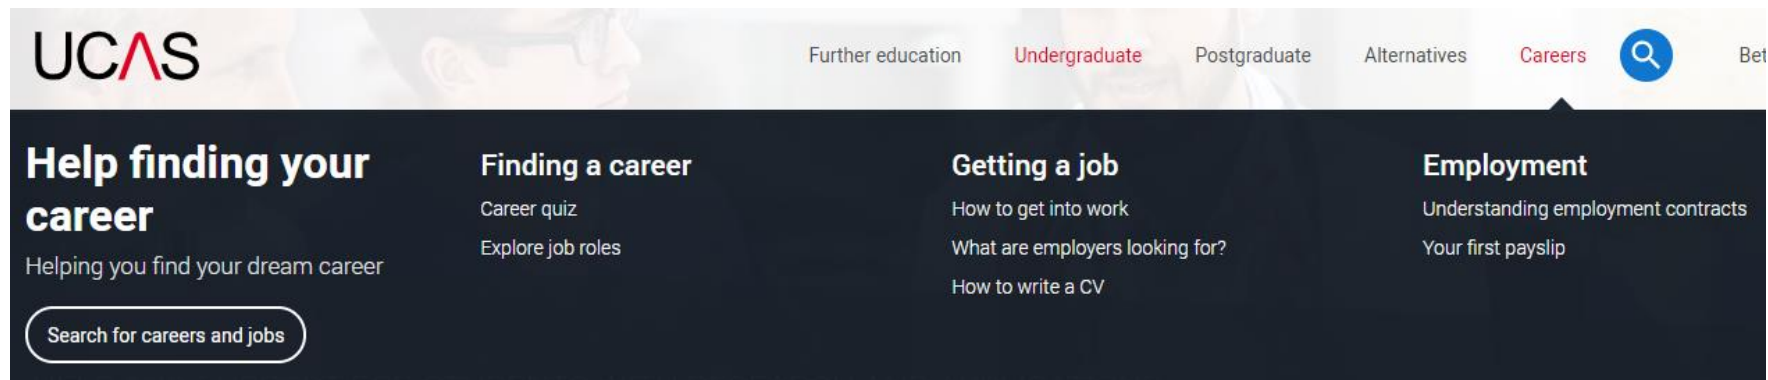 UCAS
Further education Undergraduate Postgraduate Alternatives Careers
Help finding your
career
Helping you find your dream career
Search for careers and jobs
Finding a career
Career quiz
Explore job roles
Getting a job
How to get into work
What are employers looking for?
How to write a CV
Employment
Understanding employment contracts
Your first payslip